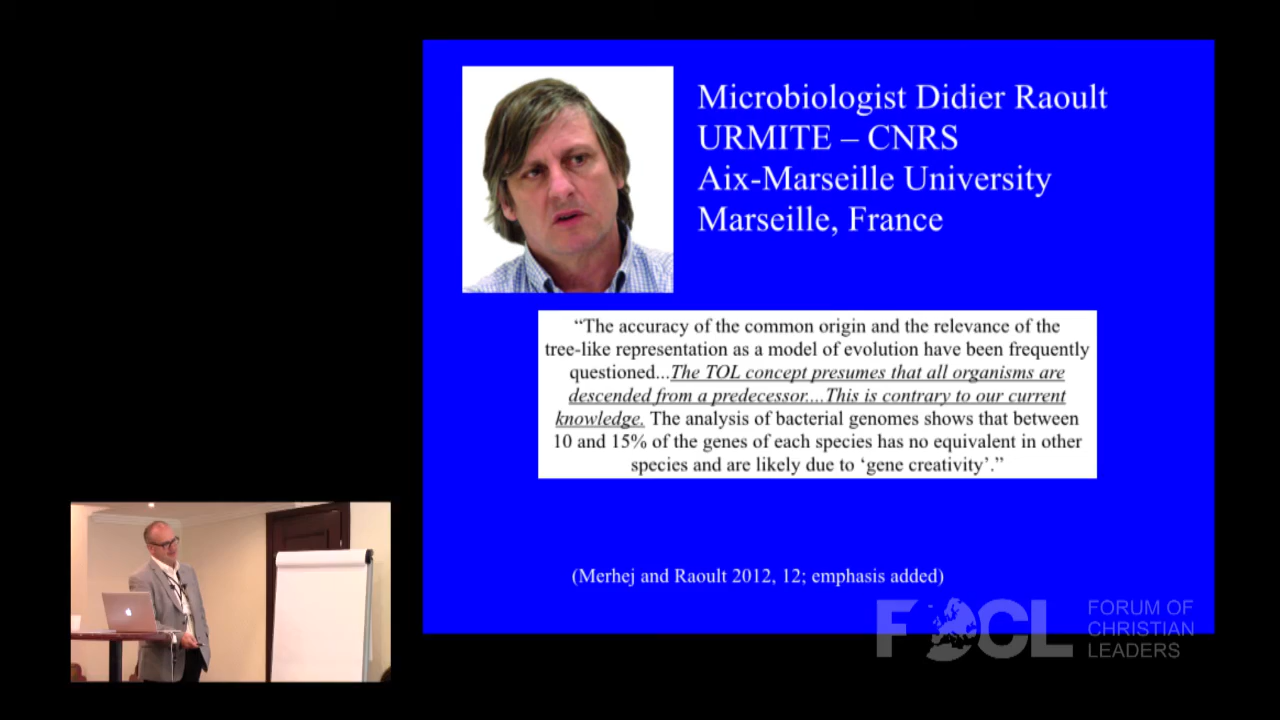 Microbiologist Didier Raoult
URMITE – CNRS
Aix-Marseille University
Marseille, France
“The accuracy of the common origin and the relevance of the
tree-like representation as a model of evolution have been frequently
questioned...The TOL concept presumes that all organisms are
descended from a predecessor....This is contrary to our current
knowledge. The analysis of bacterial genomes shows that between
10 and 15% of the genes of each species has no equivalent in other
species and are likely due to ‘gene creativity’.”
(Merhej and Raoult 2012, 12; emphasis added)
FOCL
FORUM OF
CHRISTIAN
LEADERS